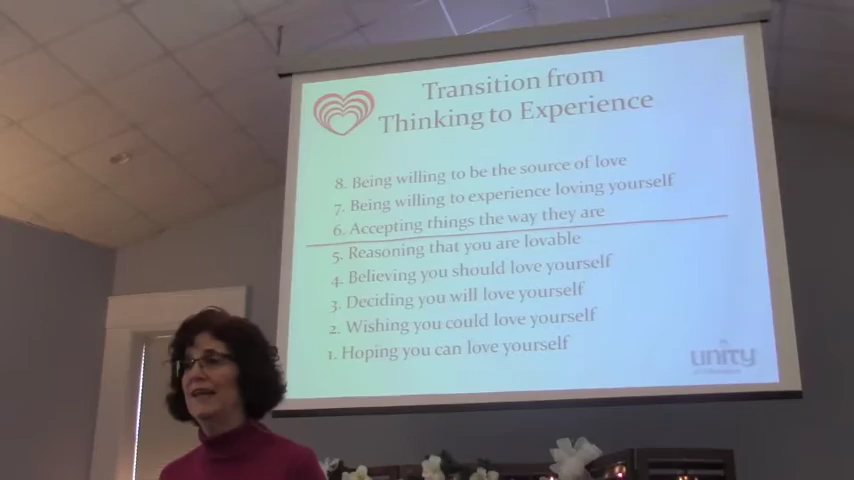 Transition from
Thinking to Experience
8. Being willing to be the source of love
7. Being willing to experience loving yourself
6. Accepting things the way they are
5. Reasoning that you are lovable
4. Believing you should love yourself
3. Deciding you will love yourself
2. Wishing you could love yourself
1. Hoping you can love yourself
unity